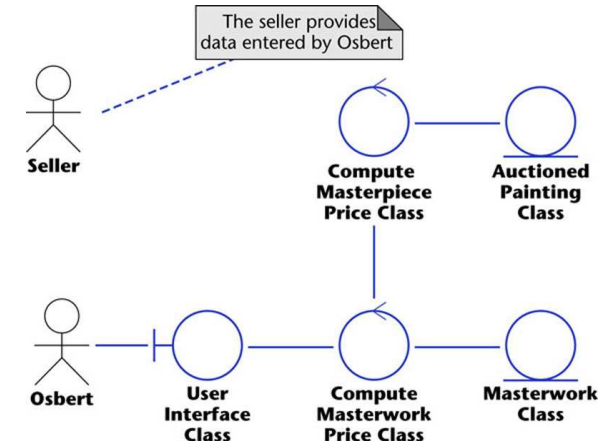 The seller provides
data entered by Osbert
Seller
Compute
Masterpiece
Price Class
Auctioned
Painting
Class
Osbert
User
Interface
Class
Compute
Masterwork
Price Class
Masterwork
Class